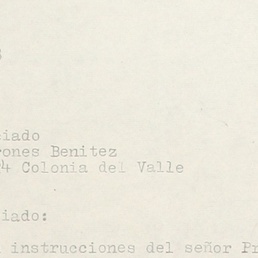 ciado
rones Benitez
4 Colonia del Valle
iado:
instrucciones del señor Pr